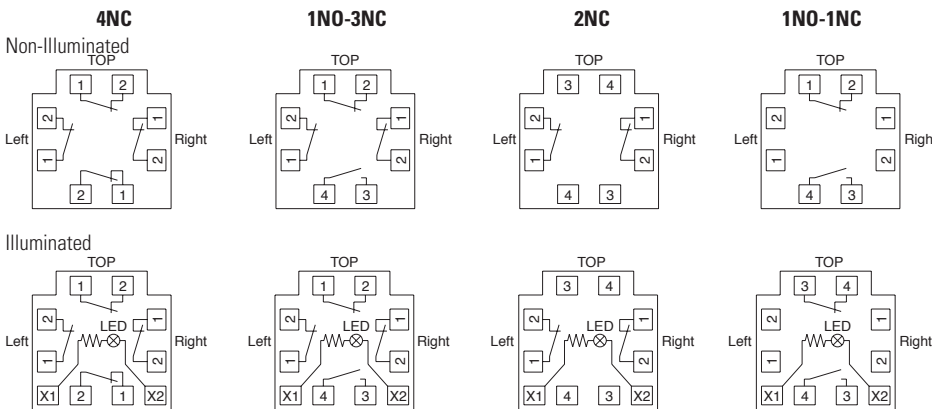 4NC 1NO-3NC 2NC 1NO-1NC
Non-Illuminated
TOP TOP TOP TOP
1 2 1 2 3 4 1 2
2 1 2 1 2 1 2 1
Left Right Left Right Left Right Left Right
1 2 1 2 1 2 1 2
2 1 4 3 4 3 4 3
Illuminated
TOP TOP TOP TOP
1 2 1 2 3 4 3 4
2 1 2 1 2 1 2 1
LED LED LED LED
Left Right Left Right Left Right Left Right
1 2 1 2 1 2 1 2
X1 2 1 X2 X1 4 3 X2 X1 4 3 X2 X1 4 3 X2